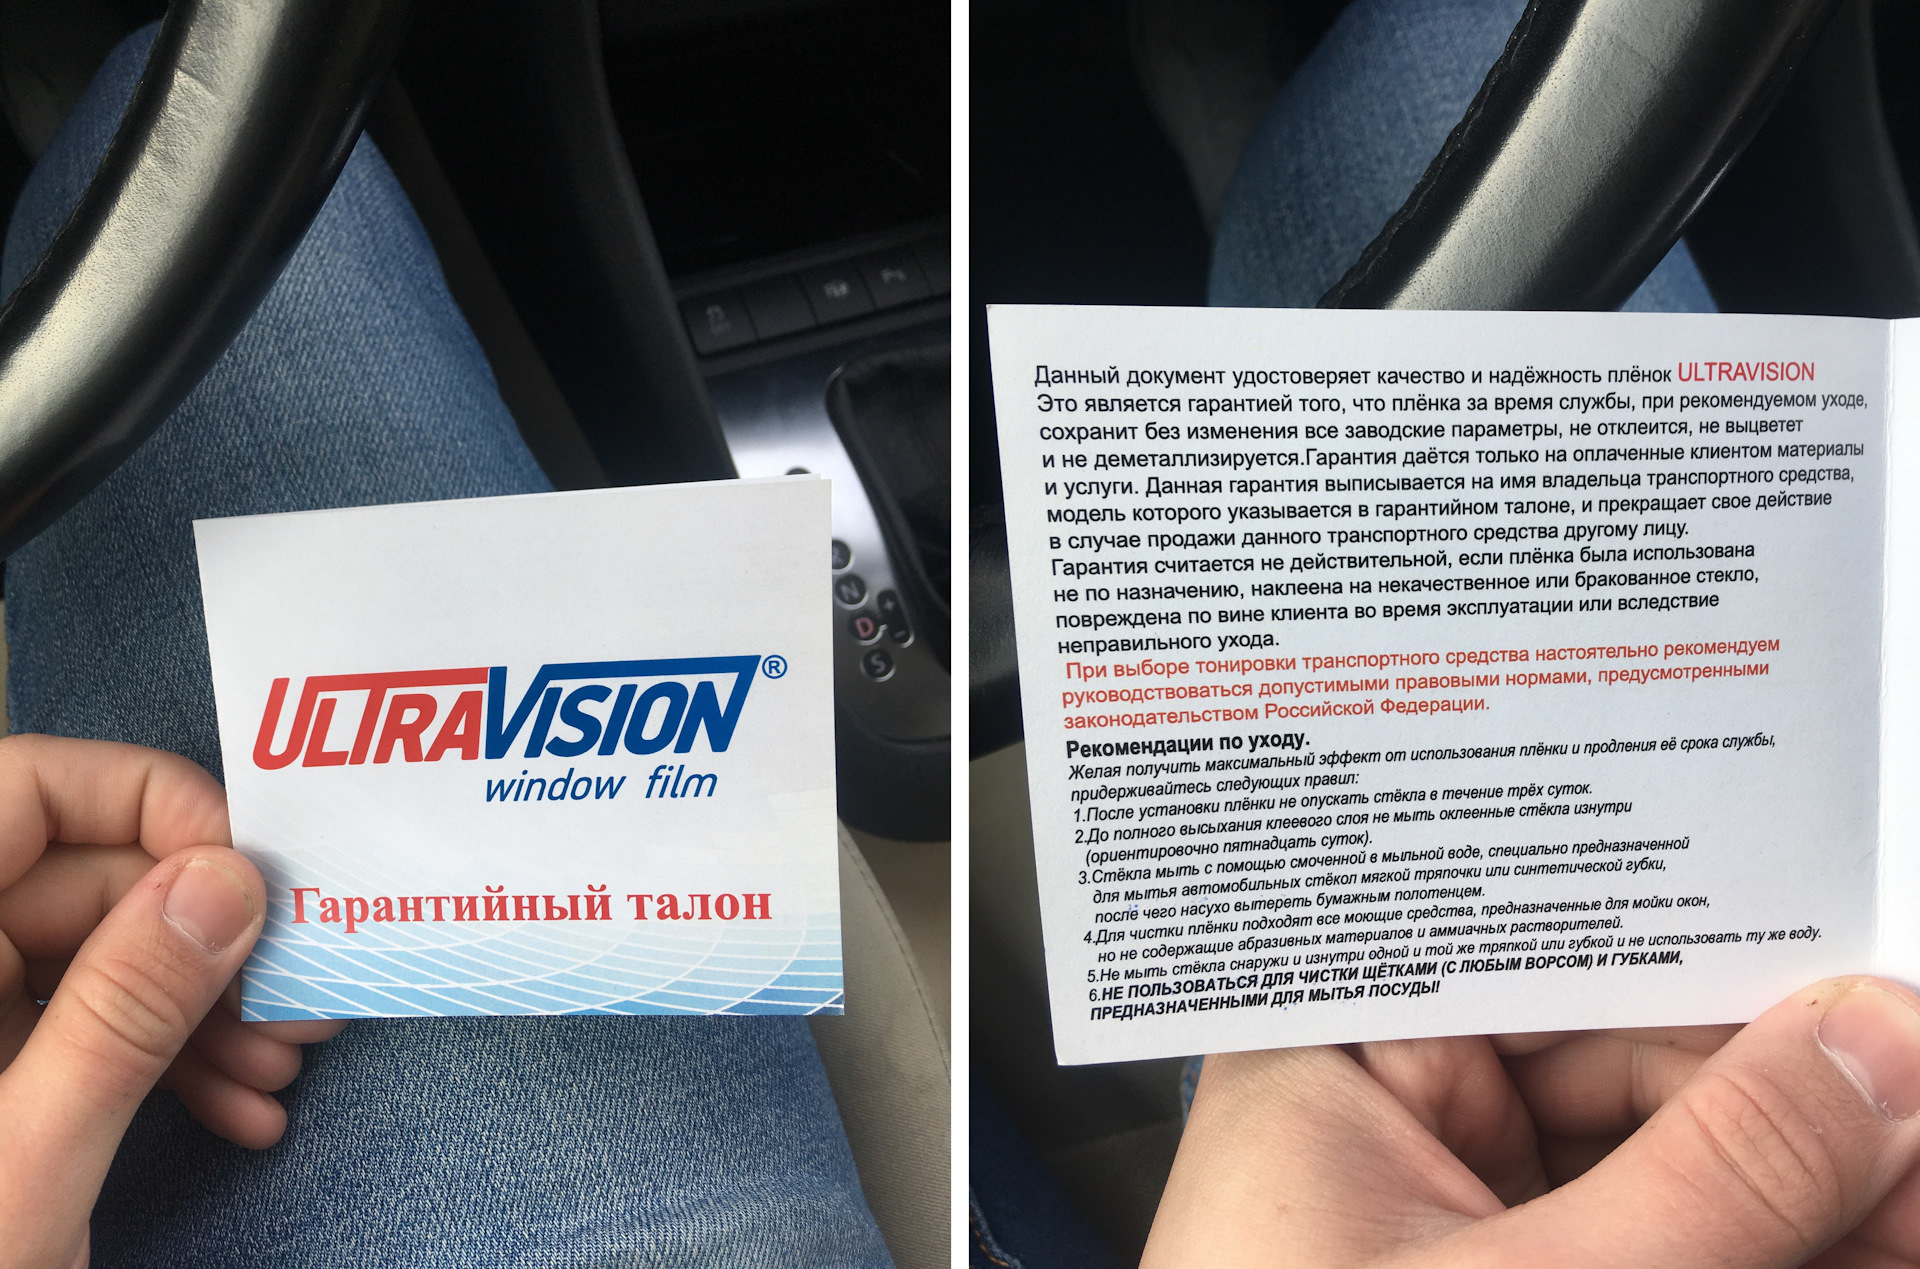 ULTRAVISION®
window film
Гарантийный талон
N
D
S
+
-
P
Данный документ удостоверяет качество и надёжность плёнок ULTRAVISION
Это является гарантией того, что плёнка за время службы, при рекомендуемом уходе,
сохранит без изменения все заводские параметры, не отклеится, не выцветет
и не деметаллизируется.Гарантия даётся только на оплаченные клиентом материалы
и услуги. Данная гарантия выписывается на имя владельца транспортного средства,
модель которого указывается в гарантийном талоне, и прекращает свое действие
в случае продажи данного транспортного средства другому лицу.
Гарантия считается не действительной, если плёнка была использована
не по назначению, наклеена на некачественное или бракованное стекло,
повреждена по вине клиента во время эксплуатации или вследствие
неправильного ухода.
При выборе тонировки транспортного средства настоятельно рекомендуем
руководствоваться допустимыми правовыми нормами, предусмотренными
законодательством Российской Федерации.
Рекомендации по уходу.
Желая получить максимальный эффект от использования плёнки и продления её срока службы,
придерживайтесь следующих правил:
1.После установки плёнки не опускать стёкла в течение трёх суток.
2.До полного высыхания клеевого слоя не мыть оклеенные стёкла изнутри
(ориентировочно пятнадцать суток).
3.Стёкла мыть с помощью смоченной в мыльной воде, специально предназначенной
для мытья автомобильных стёкол мягкой тряпочки или синтетической губки,
после чего насухо вытереть бумажным полотенцем.
4.Для чистки плёнки подходят все моющие средства, предназначенные для мойки окон,
но не содержащие абразивных материалов и аммиачных растворителей.
5.Не мыть стёкла снаружи и изнутри одной и той же тряпкой или губкой и не использовать ту же воду.
6.НЕ ПОЛЬЗОВАТЬСЯ ДЛЯ ЧИСТКИ ЩЁТКАМИ (С ЛЮБЫМ ВОРСОМ) И ГУБКАМИ,
ПРЕДНАЗНАЧЕННЫМИ ДЛЯ МЫТЬЯ ПОСУДЫ!